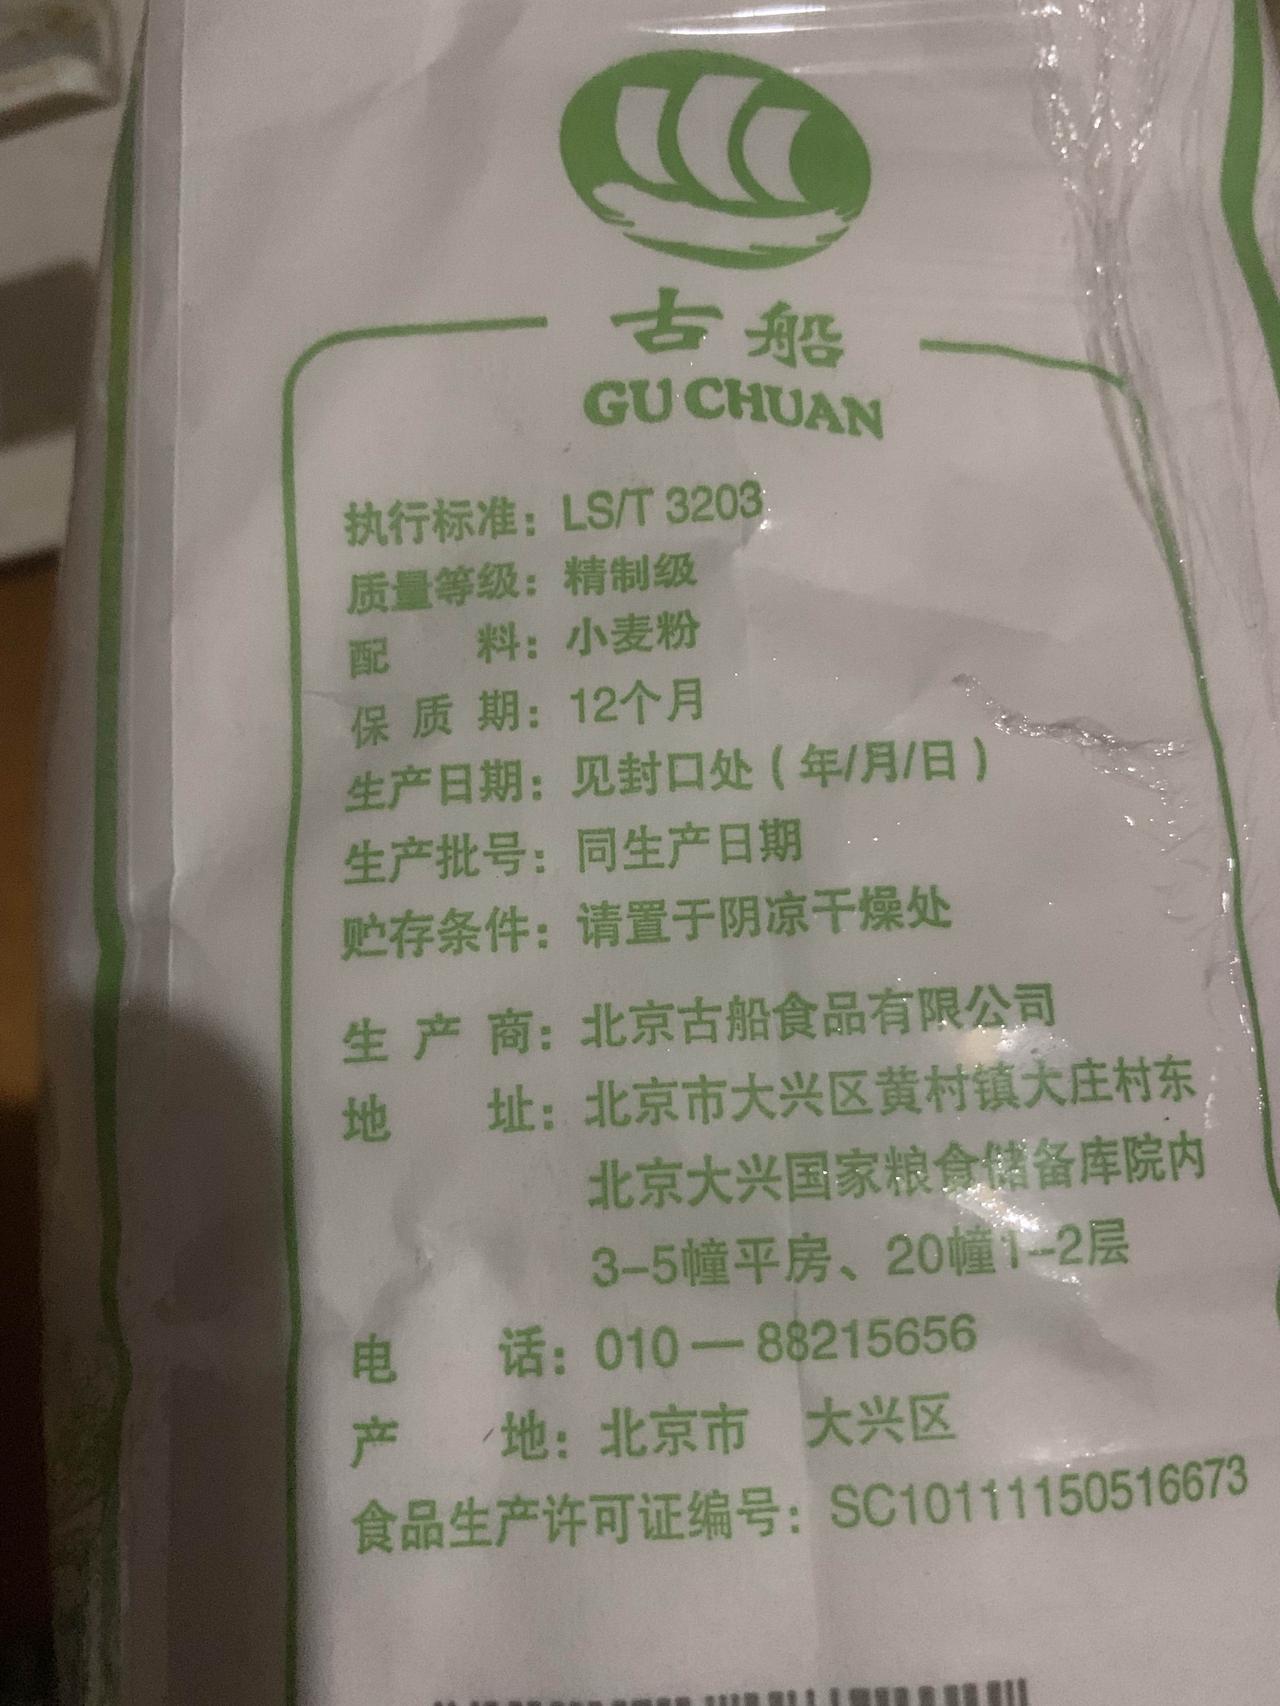 古船
GU CHUAN
执行标准：LS/T 3203
质量等级：精制级
配料：小麦粉
保质期：12个月
生产日期：见封口处（年/月/日）
生产批号：同生产日期
贮存条件：请置于阴凉干燥处
生产商：北京古船食品有限公司
地址：北京市大兴区黄村镇大庄村东
北京大兴国家粮食储备库院内
3-5幢平房、20幢1-2层
电话：010—88215656
产地：北京市 大兴区
食品生产许可证编号：SC10111150516673